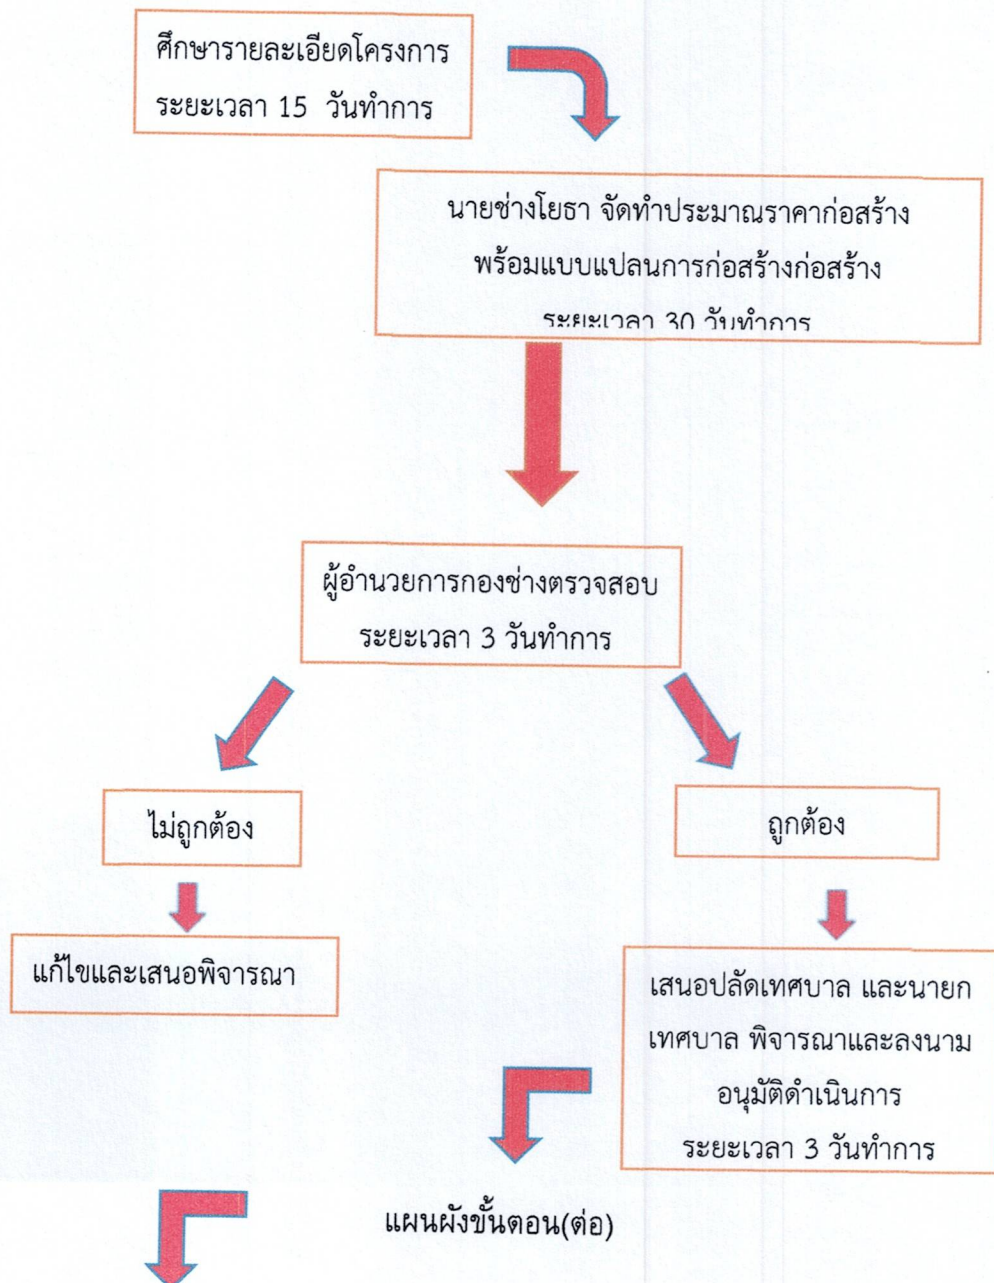 ศึกษารายละเอียดโครงการ
ระยะเวลา 15 วันทำการ
นายช่างโยธา จัดทำประมาณราคาก่อสร้าง
พร้อมแบบแปลนการก่อสร้างก่อสร้าง
ระยะเวลา 30 วันทำการ
ผู้อำนวยการกองช่างตรวจสอบ
ระยะเวลา 3 วันทำการ
ไม่ถูกต้อง
ถูกต้อง
แก้ไขและเสนอพิจารณา
เสนอปลัดเทศบาล และนายก
เทศบาล พิจารณาและลงนาม
อนุมัติดำเนินการ
ระยะเวลา 3 วันทำการ
แผนผังขั้นตอน(ต่อ)